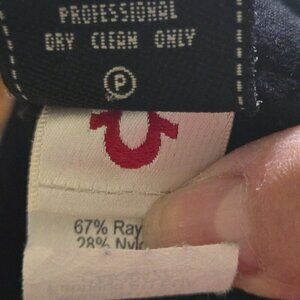 PROFESSIONAL
DRY CLEAN ONLY
P
67% Ray
28% Nyl